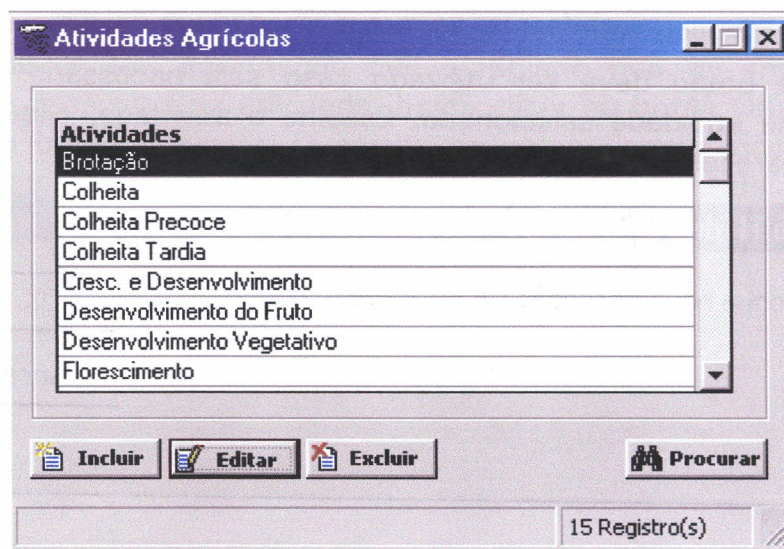 Atividades Agrícolas
Atividades
Brotação
Colheita
Colheita Precoce
Colheita Tardia
Cresc. e Desenvolvimento
Desenvolvimento do Fruto
Desenvolvimento Vegetativo
Florescimento
Incluir Editar Excluir Procurar
15 Registro(s)